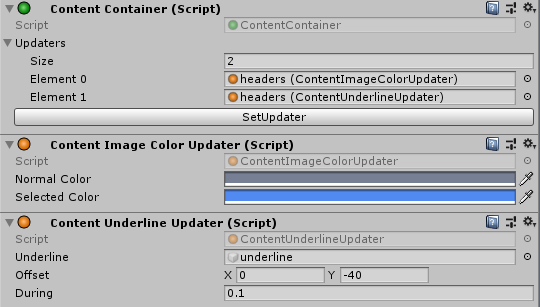 Content Container (Script)
Script ContentContainer
Updaters
Size 2
Element 0 headers (ContentImageColorUpdater)
Element 1 headers (ContentUnderlineUpdater)
SetUpdater
Content Image Color Updater (Script)
Script ContentImageColorUpdater
Normal Color
Selected Color
Content Underline Updater (Script)
Script ContentUnderlineUpdater
Underline underline
Offset X 0 Y -40
During 0.1